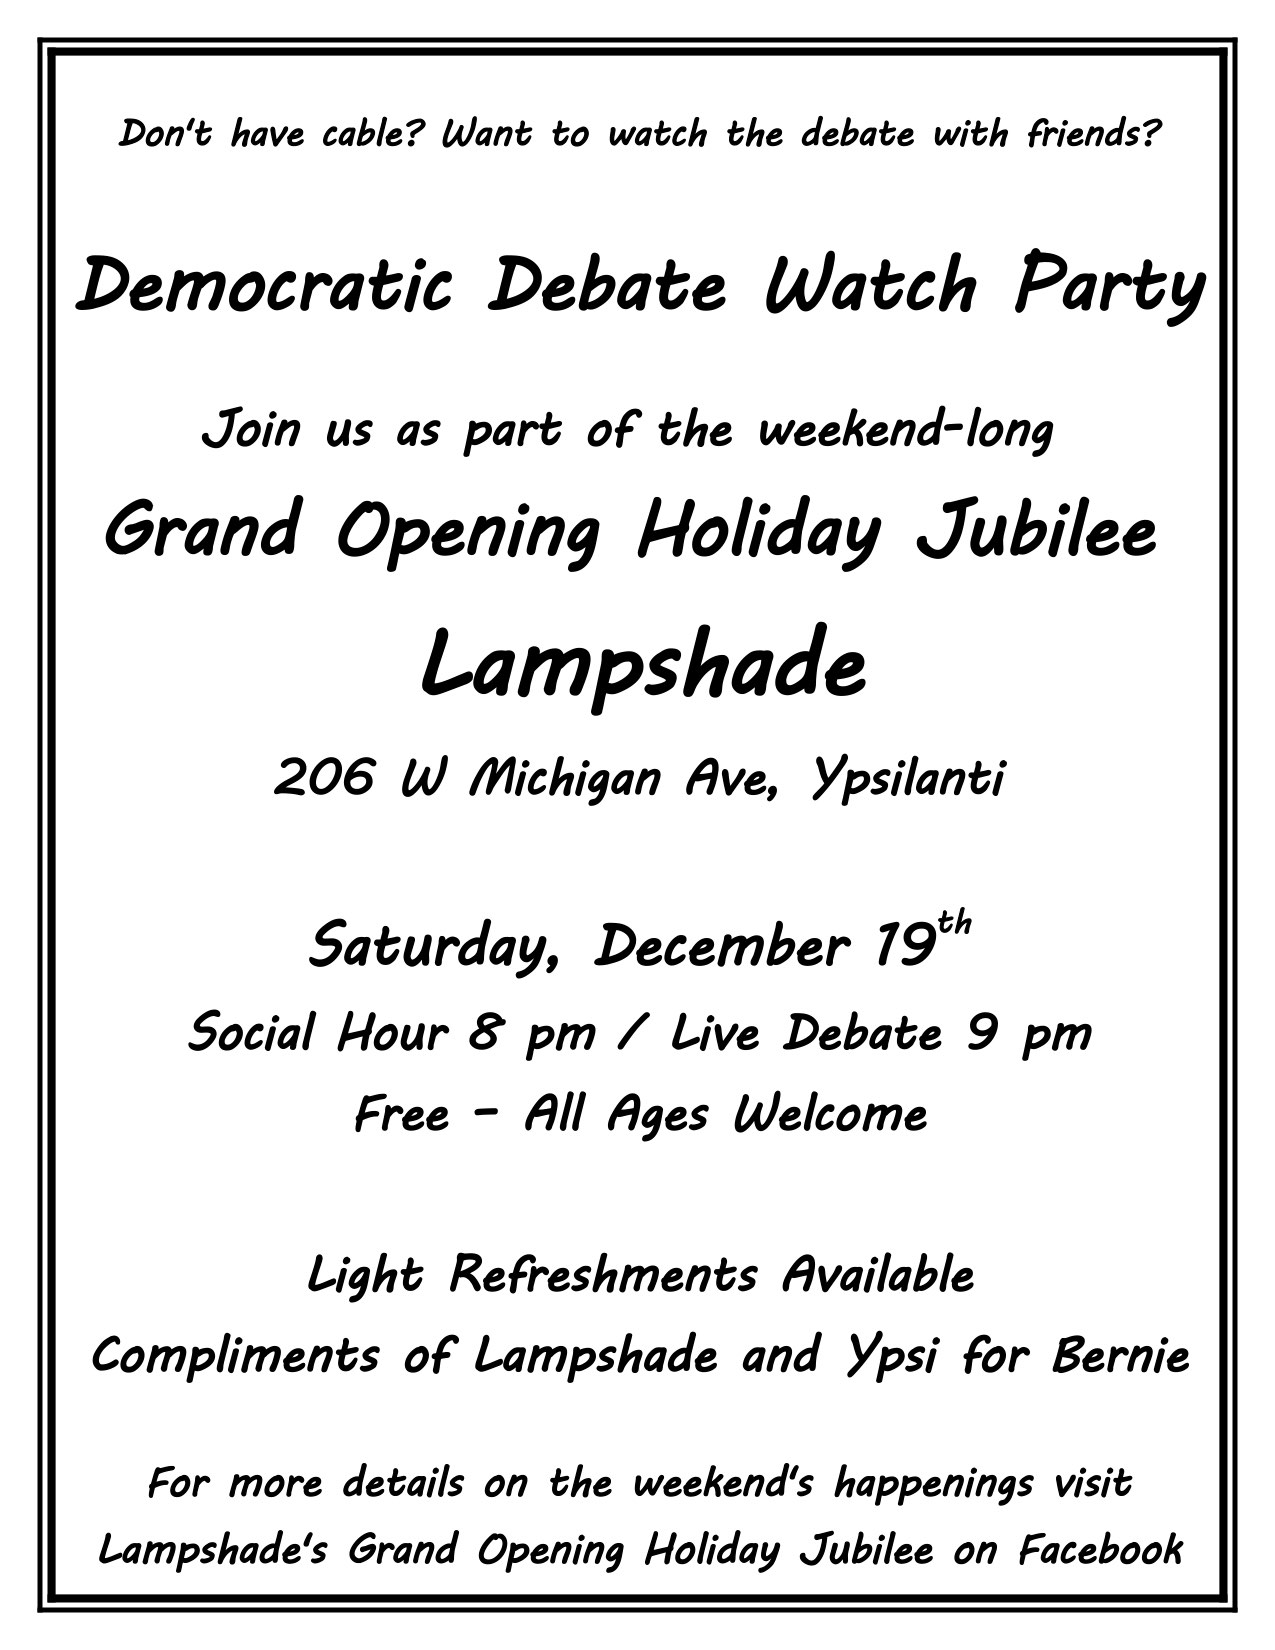 Don't have cable? Want to watch the debate with friends?
Democratic Debate Watch Party
Join us as part of the weekend-long
Grand Opening Holiday Jubilee
Lampshade
206 W Michigan Ave, Ypsilanti
Saturday, December 19th
Social Hour 8 pm / Live Debate 9 pm
Free – All Ages Welcome
Light Refreshments Available
Compliments of Lampshade and Ypsi for Bernie
For more details on the weekend's happenings visit
Lampshade's Grand Opening Holiday Jubilee on Facebook